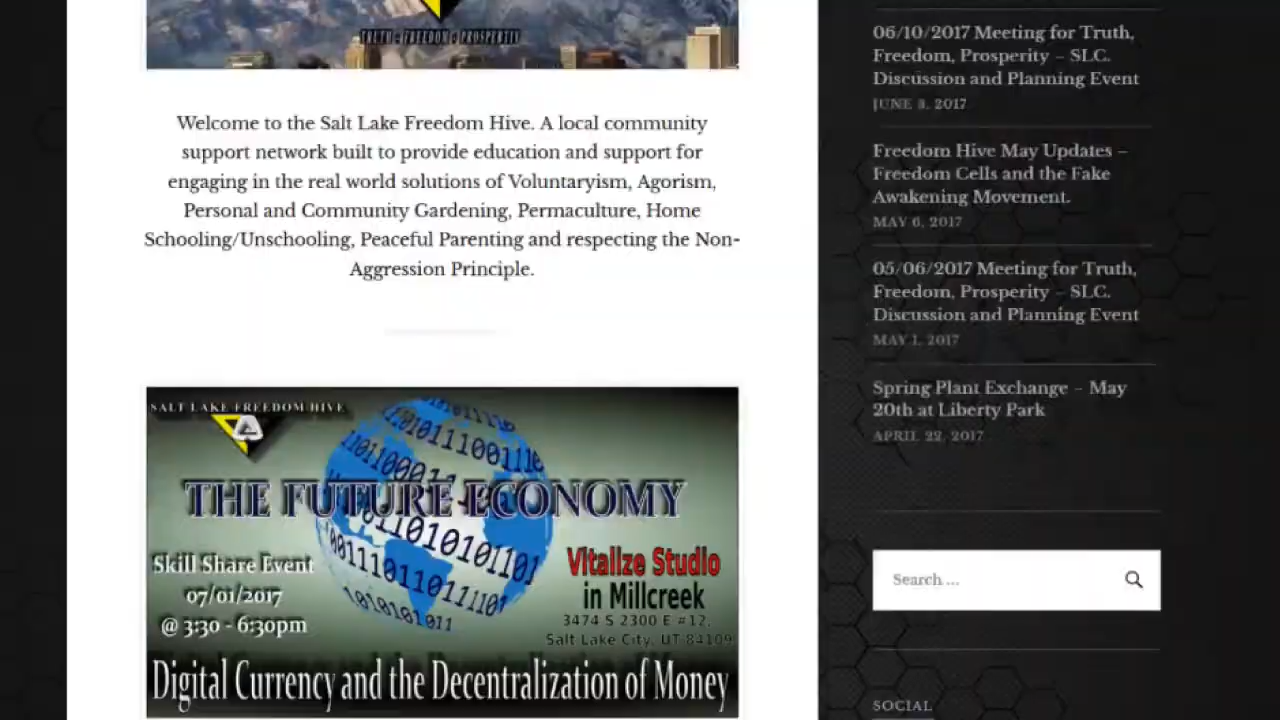 TRUTH - FREEDOM - PROSPERITY
Welcome to the Salt Lake Freedom Hive. A local community
support network built to provide education and support for
engaging in the real world solutions of Voluntaryism, Agorism,
Personal and Community Gardening, Permaculture, Home
Schooling/Unschooling, Peaceful Parenting and respecting the Non-
Aggression Principle.
SALT LAKE FREEDOM HIVE
THE FUTURE ECONOMY
Skill Share Event
07/01/2017
@ 3:30 - 6:30pm
Vitalize Studio
in Millcreek
3474 S 2300 E #12,
Salt Lake City, UT 84109
Digital Currency and the Decentralization of Money
06/10/2017 Meeting for Truth,
Freedom, Prosperity – SLC.
Discussion and Planning Event
JUNE 3, 2017
Freedom Hive May Updates –
Freedom Cells and the Fake
Awakening Movement.
MAY 6, 2017
05/06/2017 Meeting for Truth,
Freedom, Prosperity – SLC.
Discussion and Planning Event
MAY 1, 2017
Spring Plant Exchange – May
20th at Liberty Park
APRIL 22, 2017
Search ...
SOCIAL